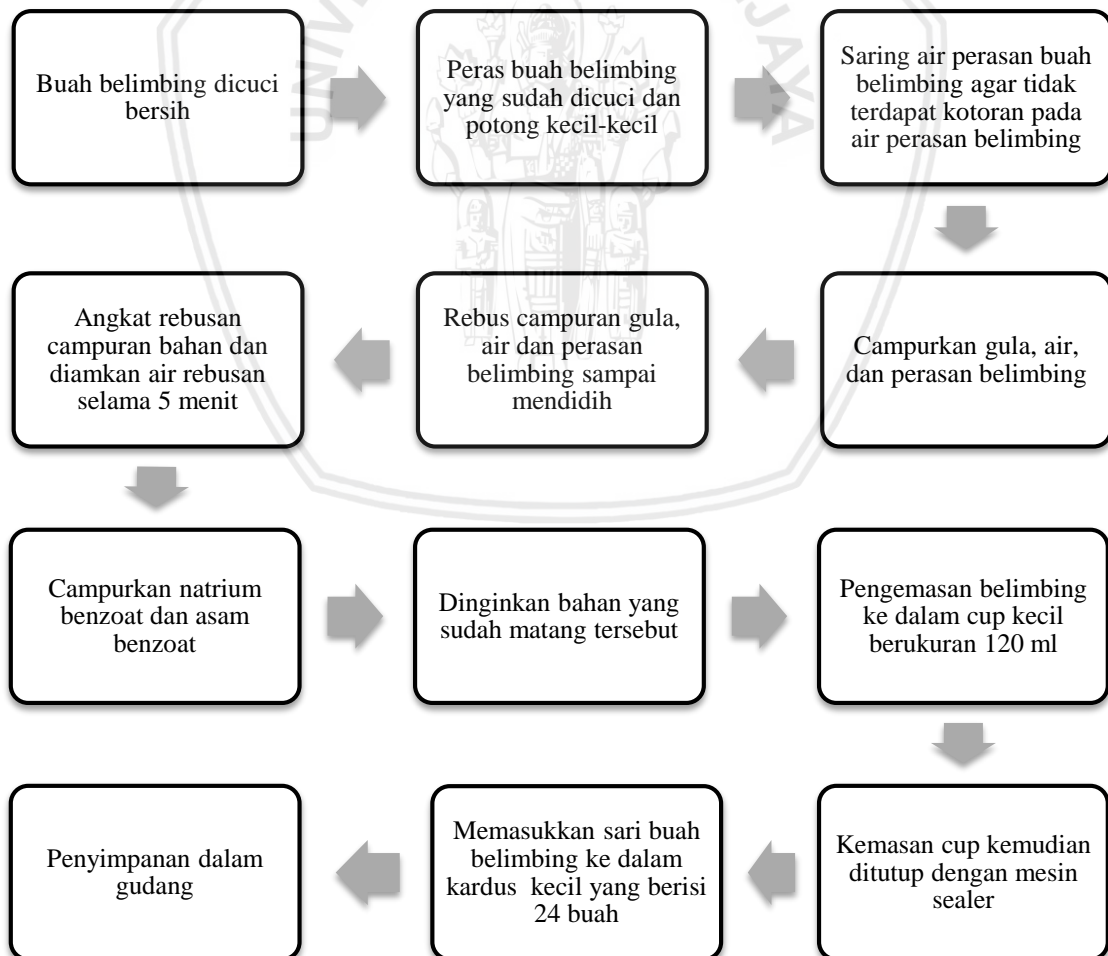 Buah belimbing dicuci
bersih
Peras buah belimbing
yang sudah dicuci dan
potong kecil-kecil
Saring air perasan buah
belimbing agar tidak
terdapat kotoran pada
air perasan belimbing
Campurkan gula, air,
dan perasan belimbing
Rebus campuran gula,
air dan perasan
belimbing sampai
mendidih
Angkat rebusan
campuran bahan dan
diamkan air rebusan
selama 5 menit
Campurkan natrium
benzoat dan asam
benzoat
Dinginkan bahan yang
sudah matang tersebut
Pengemasan belimbing
ke dalam cup kecil
berukuran 120 ml
Kemasan cup kemudian
ditutup dengan mesin
sealer
Memasukkan sari buah
belimbing ke dalam
kardus kecil yang berisi
24 buah
Penyimpanan dalam
gudang